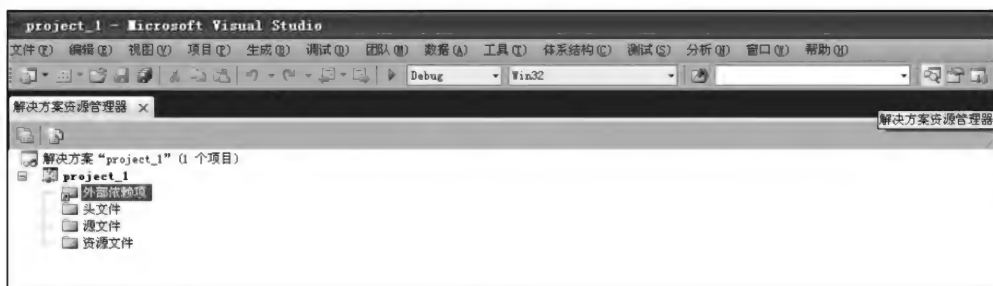 project_1 - Microsoft Visual Studio
文件(F) 编辑(E) 视图(V) 项目(P) 生成(B) 调试(D) 团队(M) 数据(A) 工具(T) 体系结构(C) 测试(S) 分析(N) 窗口(W) 帮助(H)
Debug Win32
解决方案资源管理器
解决方案资源管理器
解决方案“project_1”(1 个项目)
project_1
外部依赖项
头文件
源文件
资源文件